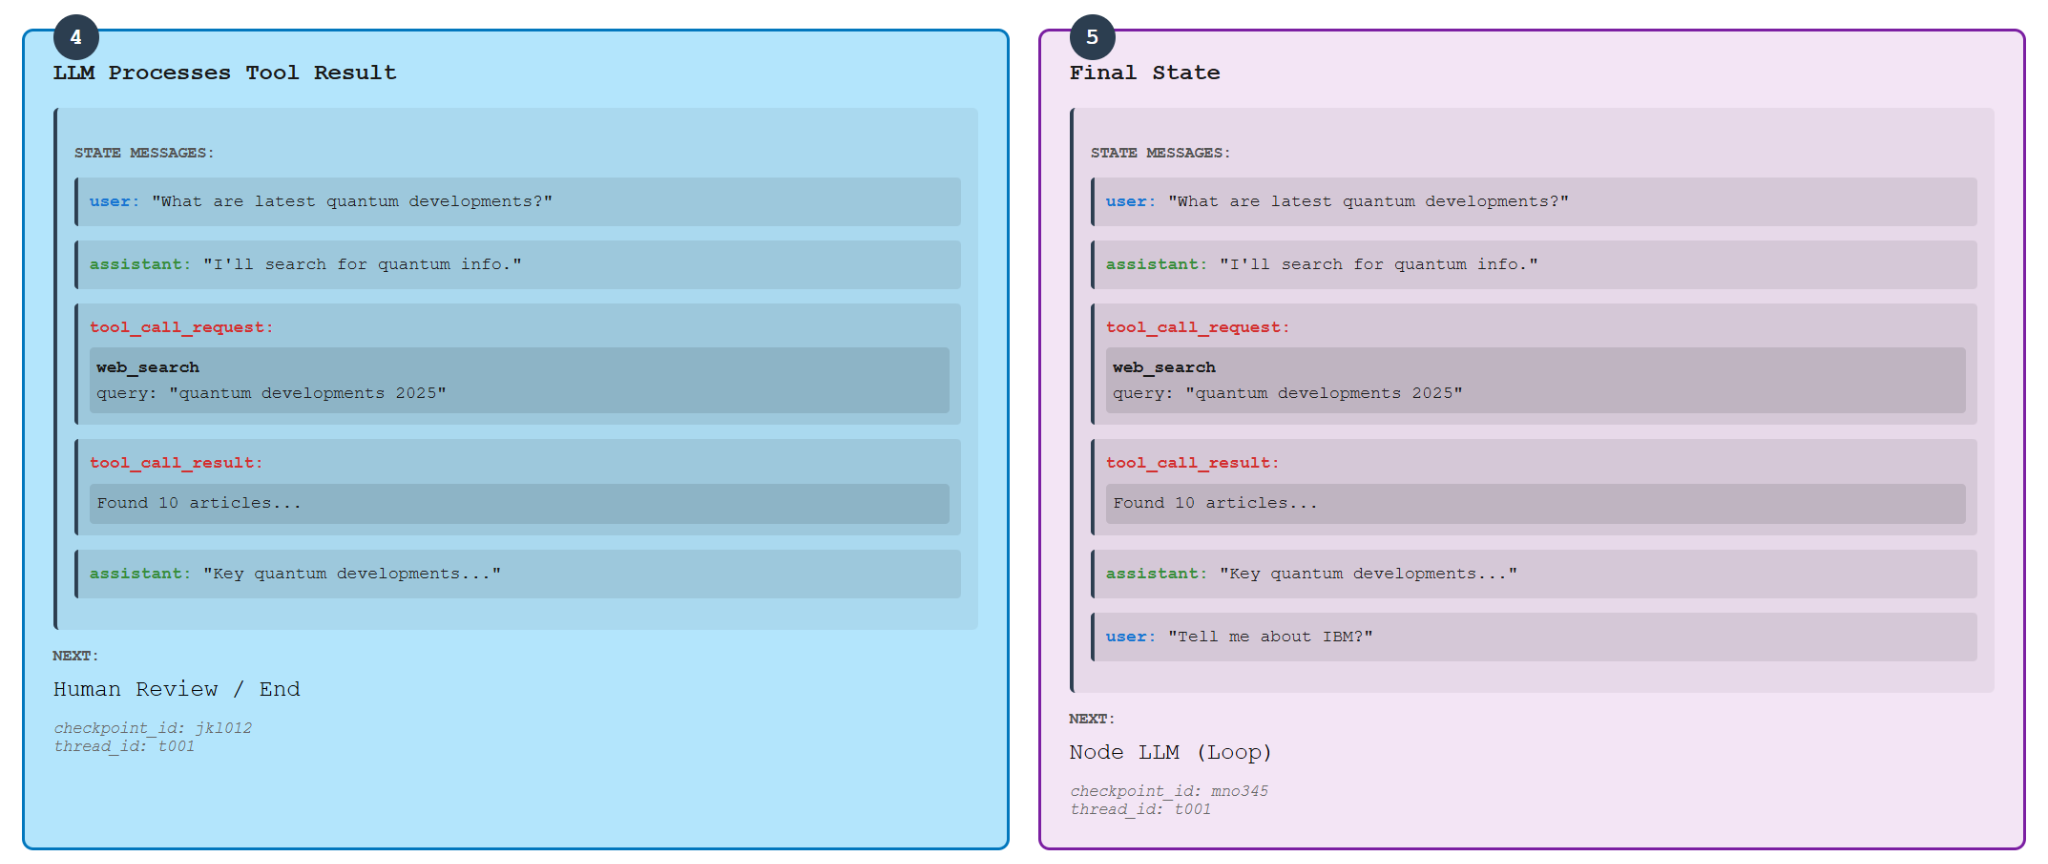 4
LLM Processes Tool Result
STATE MESSAGES:
user: "What are latest quantum developments?"
assistant: "I'll search for quantum info."
tool_call_request:
web_search
query: "quantum developments 2025"
tool_call_result:
Found 10 articles...
assistant: "Key quantum developments..."
NEXT:
Human Review / End
checkpoint_id: jkl012
thread_id: t001
5
Final State
STATE MESSAGES:
user: "What are latest quantum developments?"
assistant: "I'll search for quantum info."
tool_call_request:
web_search
query: "quantum developments 2025"
tool_call_result:
Found 10 articles...
assistant: "Key quantum developments..."
user: "Tell me about IBM?"
NEXT:
Node LLM (Loop)
checkpoint_id: mno345
thread_id: t001